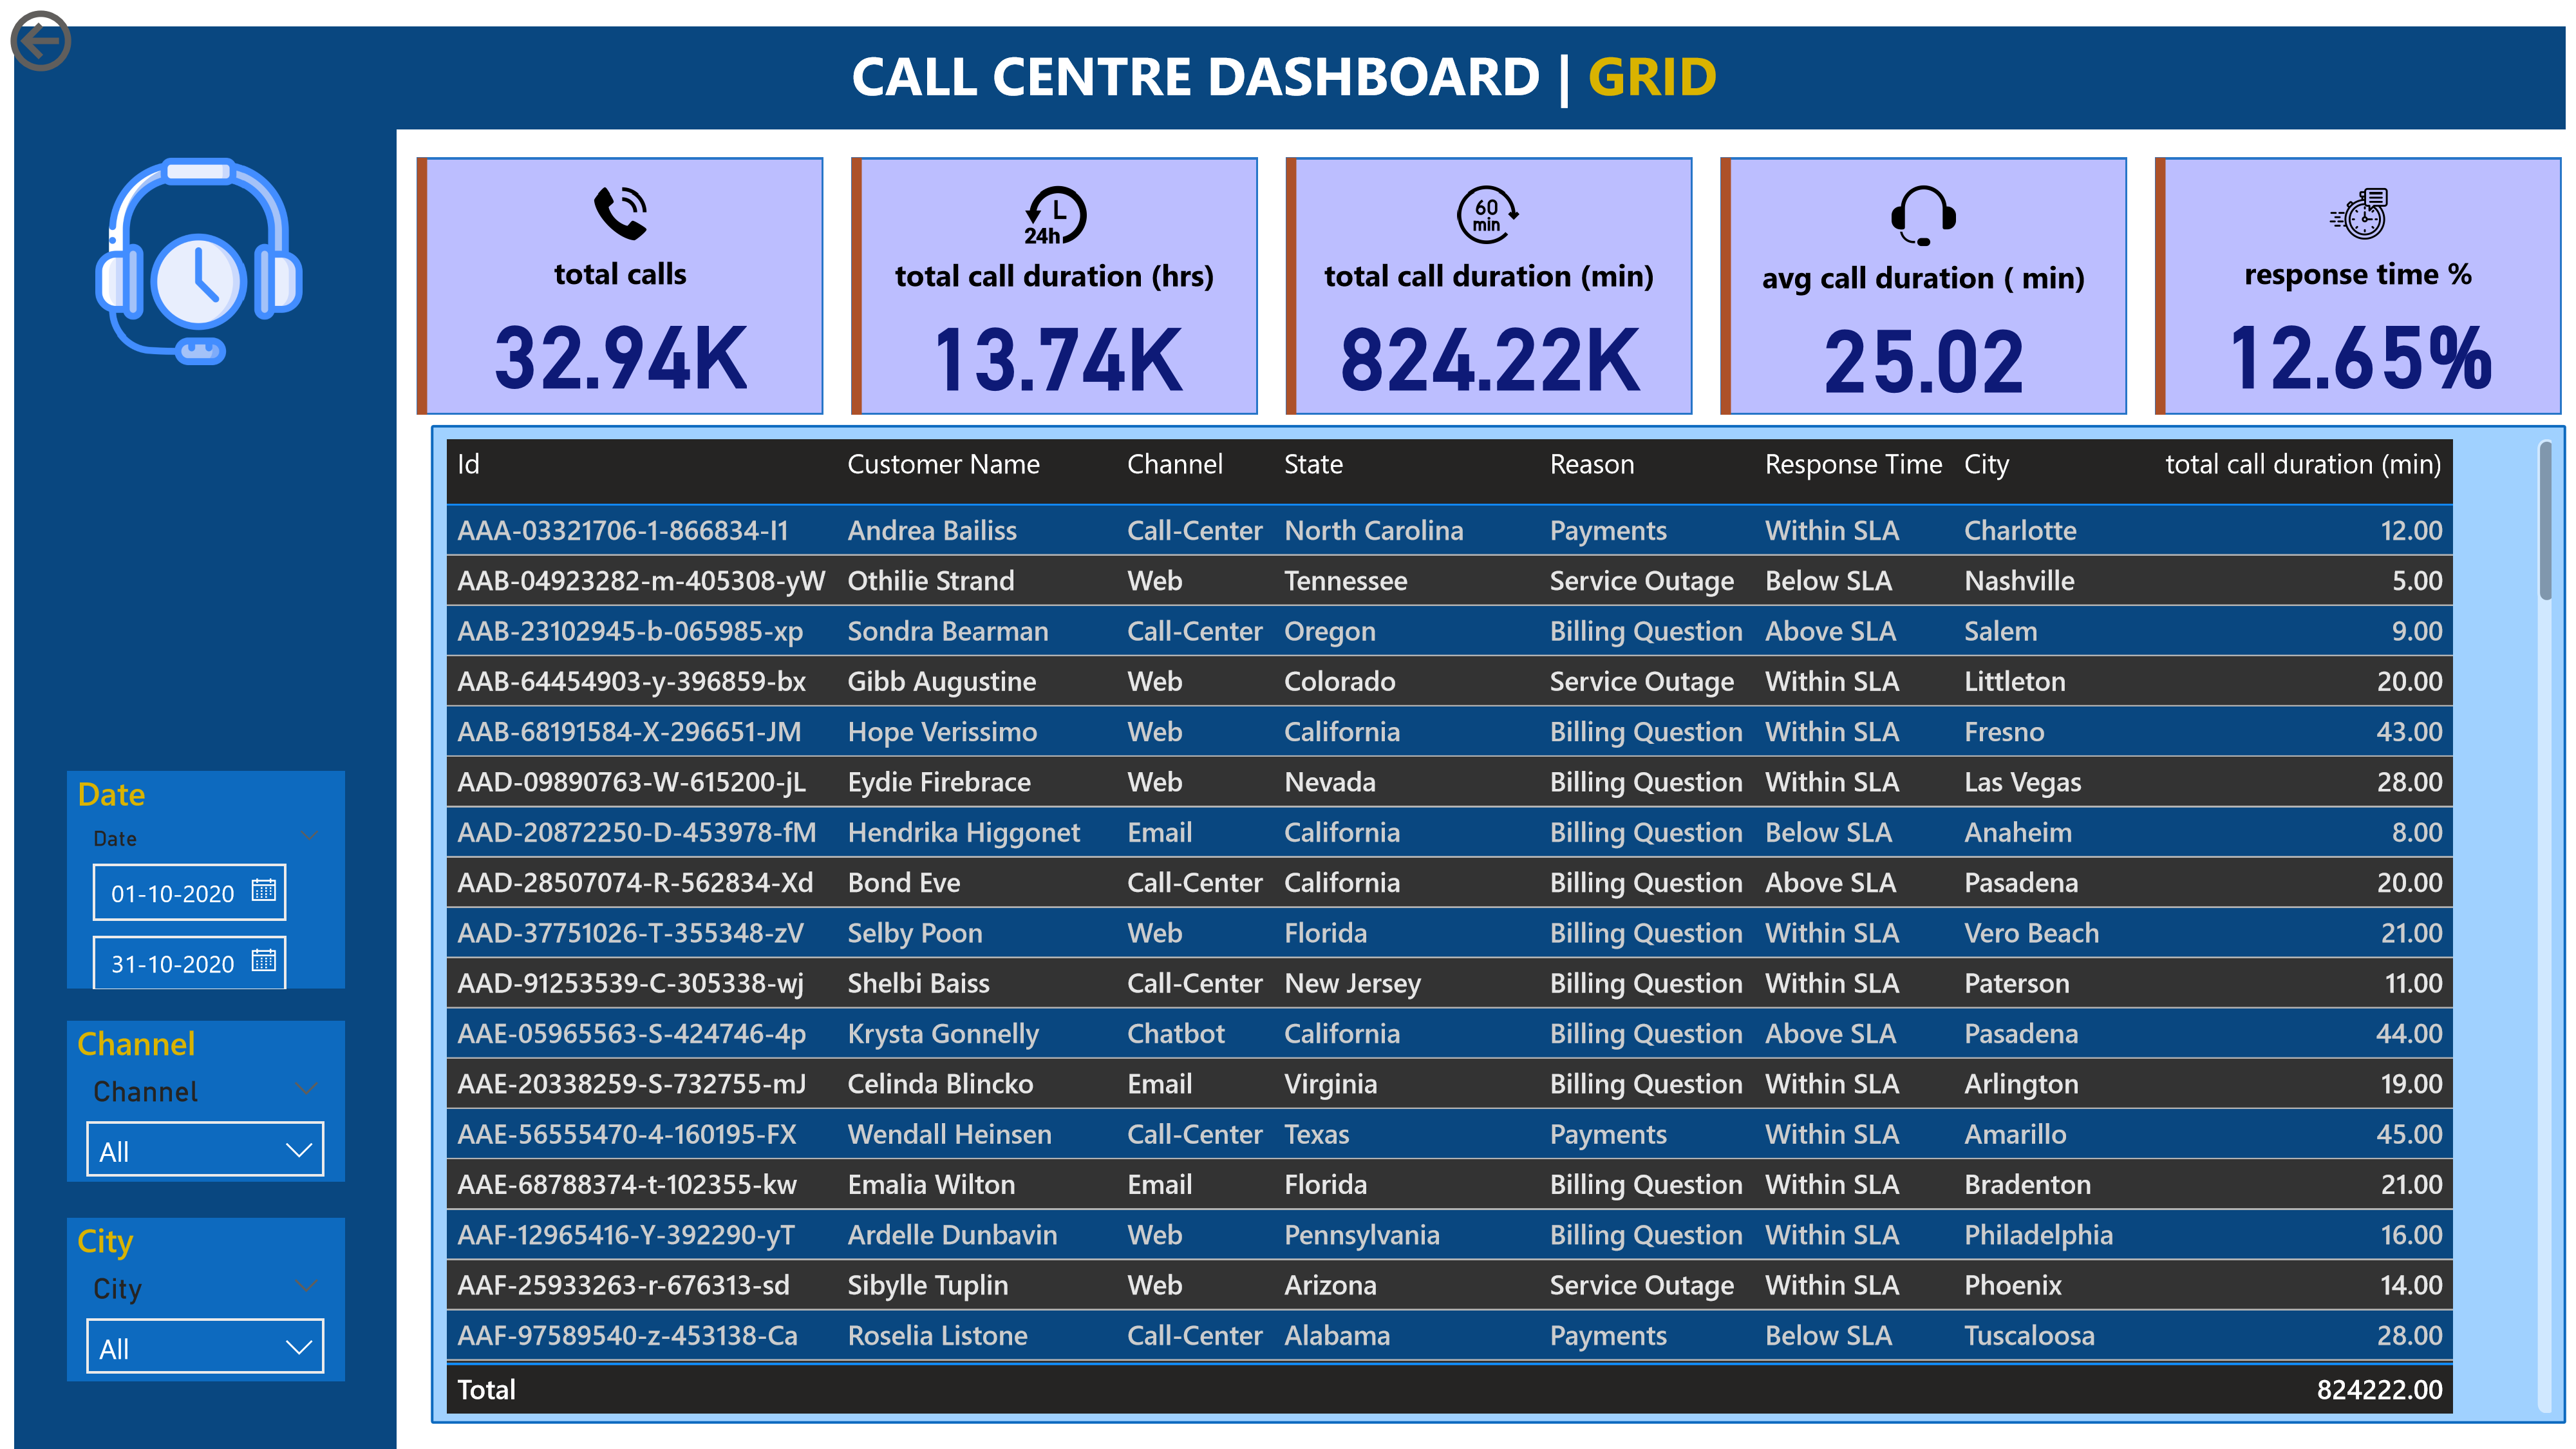 CALL CENTRE DASHBOARD | GRID
total calls
32.94K
24h
total call duration (hrs)
13.74K
60
min
total call duration (min)
824.22K
avg call duration ( min)
25.02
response time %
12.65%
Date
Date
01-10-2020
31-10-2020
Channel
Channel
All
City
City
All
Id Customer Name Channel State Reason Response Time City total call duration (min)
AAA-03321706-1-866834-I1 Andrea Bailiss Call-Center North Carolina Payments Within SLA Charlotte 12.00
AAB-04923282-m-405308-yW Othilie Strand Web Tennessee Service Outage Below SLA Nashville 5.00
AAB-23102945-b-065985-xp Sondra Bearman Call-Center Oregon Billing Question Above SLA Salem 9.00
AAB-64454903-y-396859-bx Gibb Augustine Web Colorado Service Outage Within SLA Littleton 20.00
AAB-68191584-X-296651-JM Hope Verissimo Web California Billing Question Within SLA Fresno 43.00
AAD-09890763-W-615200-jL Eydie Firebrace Web Nevada Billing Question Within SLA Las Vegas 28.00
AAD-20872250-D-453978-fM Hendrika Higgonet Email California Billing Question Below SLA Anaheim 8.00
AAD-28507074-R-562834-Xd Bond Eve Call-Center California Billing Question Above SLA Pasadena 20.00
AAD-37751026-T-355348-zV Selby Poon Web Florida Billing Question Within SLA Vero Beach 21.00
AAD-91253539-C-305338-wj Shelbi Baiss Call-Center New Jersey Billing Question Within SLA Paterson 11.00
AAE-05965563-S-424746-4p Krysta Gonnelly Chatbot California Billing Question Above SLA Pasadena 44.00
AAE-20338259-S-732755-mJ Celinda Blincko Email Virginia Billing Question Within SLA Arlington 19.00
AAE-56555470-4-160195-FX Wendall Heinsen Call-Center Texas Payments Within SLA Amarillo 45.00
AAE-68788374-t-102355-kw Emalia Wilton Email Florida Billing Question Within SLA Bradenton 21.00
AAF-12965416-Y-392290-yT Ardelle Dunbavin Web Pennsylvania Billing Question Within SLA Philadelphia 16.00
AAF-25933263-r-676313-sd Sibylle Tuplin Web Arizona Service Outage Within SLA Phoenix 14.00
AAF-97589540-z-453138-Ca Roselia Listone Call-Center Alabama Payments Below SLA Tuscaloosa 28.00
Total 824222.00